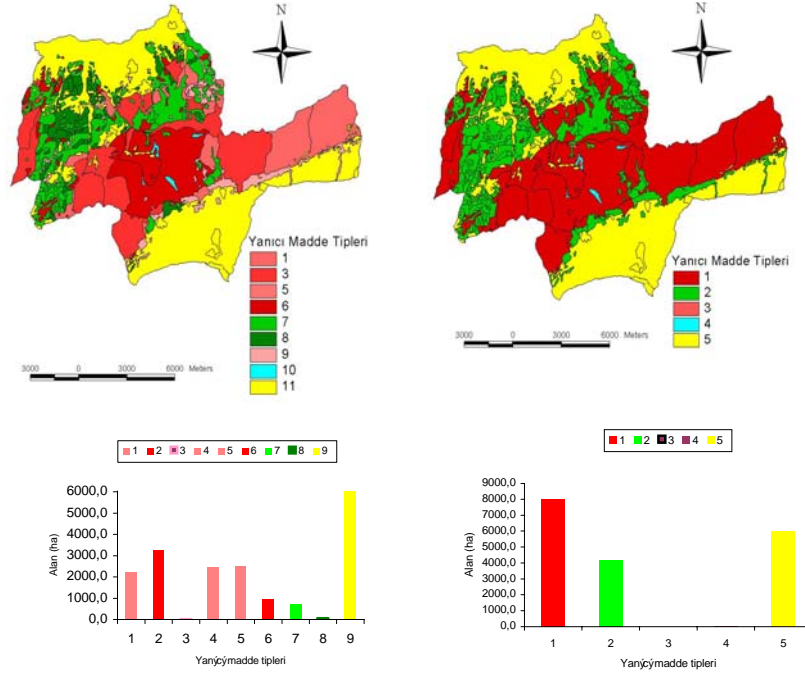 N
N
Yanıcı Madde Tipleri
1
3
5
6
7
8
9
10
11
3000 0 3000 6000 Meters
Yanıcı Madde Tipleri
1
2
3
4
5
3000 0 3000 6000 Meters
1 2 3 4 5 6 7 8 9
Alan (ha)
6000,0
5000,0
4000,0
3000,0
2000,0
1000,0
0,0
1 2 3 4 5 6 7 8 9
Yanýcýmadde tipleri
1 2 3 4 5
Alan (ha)
9000,0
8000,0
7000,0
6000,0
5000,0
4000,0
3000,0
2000,0
1000,0
0,0
1 2 3 4 5
Yanýcýmadde tipleri